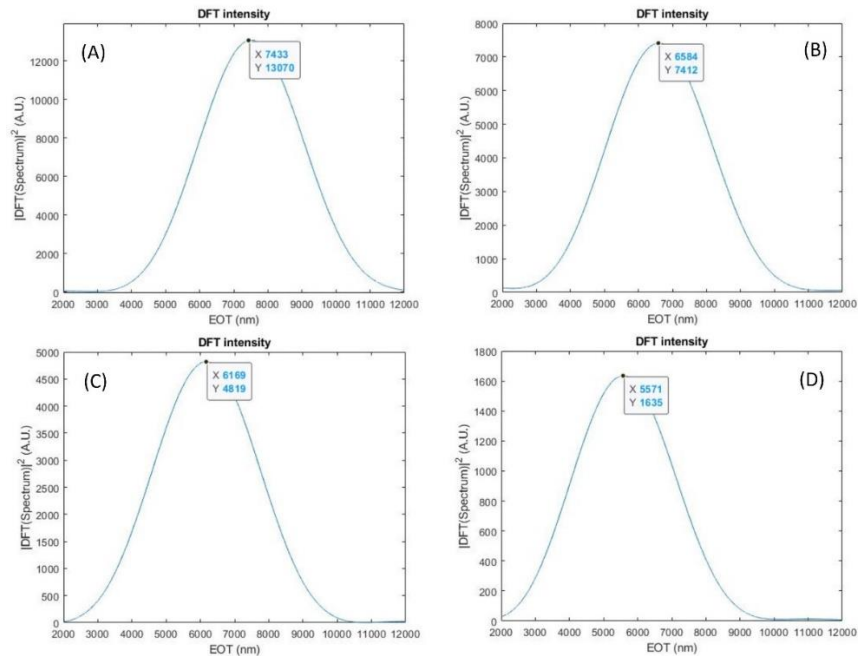 DFT intensity
(A)
X 7433
Y 13070
|DFT(Spectrum)|² (A.U.)
12000
10000
8000
6000
4000
2000
0
2000 3000 4000 5000 6000 7000 8000 9000 10000 11000 12000
EOT (nm)
DFT intensity
(B)
X 6584
Y 7412
|DFT(Spectrum)|² (A.U.)
8000
7000
6000
5000
4000
3000
2000
1000
0
2000 3000 4000 5000 6000 7000 8000 9000 10000 11000 12000
EOT (nm)
DFT intensity
(C)
X 6169
Y 4819
|DFT(Spectrum)|² (A.U.)
5000
4500
4000
3500
3000
2500
2000
1500
1000
500
0
2000 3000 4000 5000 6000 7000 8000 9000 10000 11000 12000
EOT (nm)
DFT intensity
(D)
X 5571
Y 1635
|DFT(Spectrum)|² (A.U.)
1800
1600
1400
1200
1000
800
600
400
200
0
2000 3000 4000 5000 6000 7000 8000 9000 10000 11000 12000
EOT (nm)